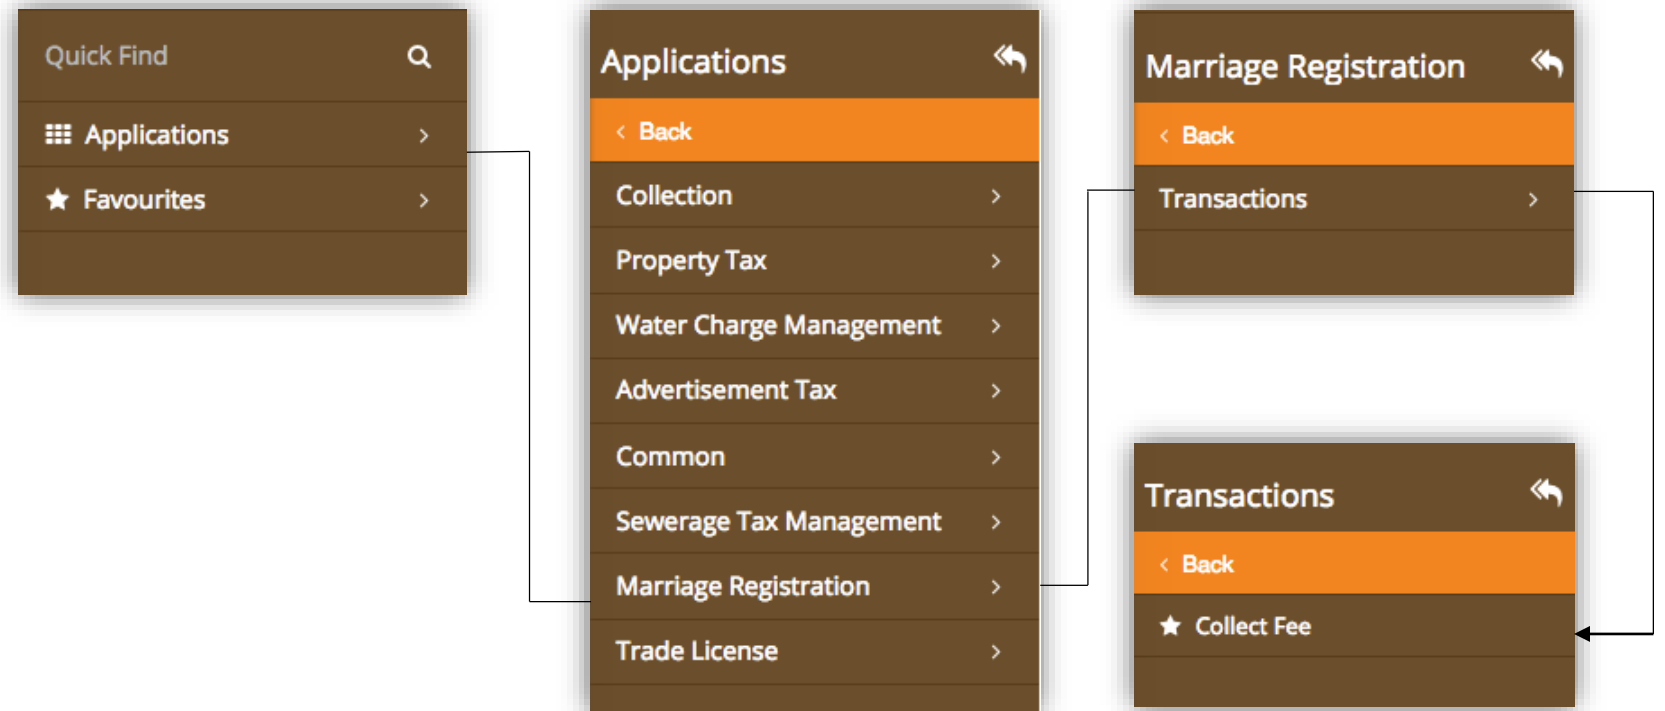 Quick Find
Applications
Favourites
Applications
Back
Collection
Property Tax
Water Charge Management
Advertisement Tax
Common
Sewerage Tax Management
Marriage Registration
Trade License
Marriage Registration
Back
Transactions
Transactions
Back
Collect Fee